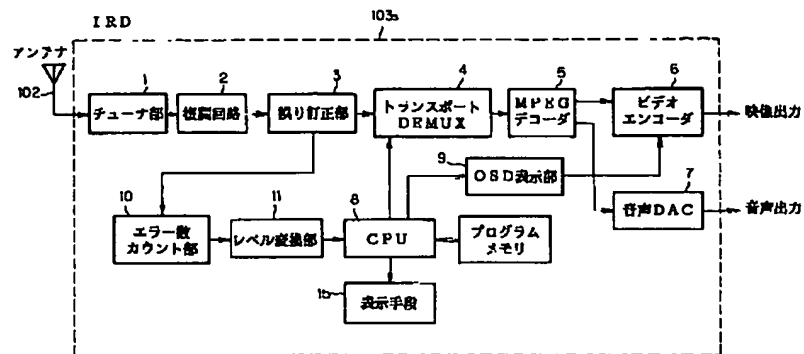 IRD
103a
アンテナ
102
1
チューナ部
2
復調回路
3
誤り訂正部
4
トランスポート
DEMUX
5
MPEG
デコーダ
6
ビデオ
エンコーダ
映像出力
9
OSD表示部
7
音声DAC
音声出力
10
エラー数
カウント部
11
レベル変換部
8
CPU
プログラム
メモリ
15
表示手段